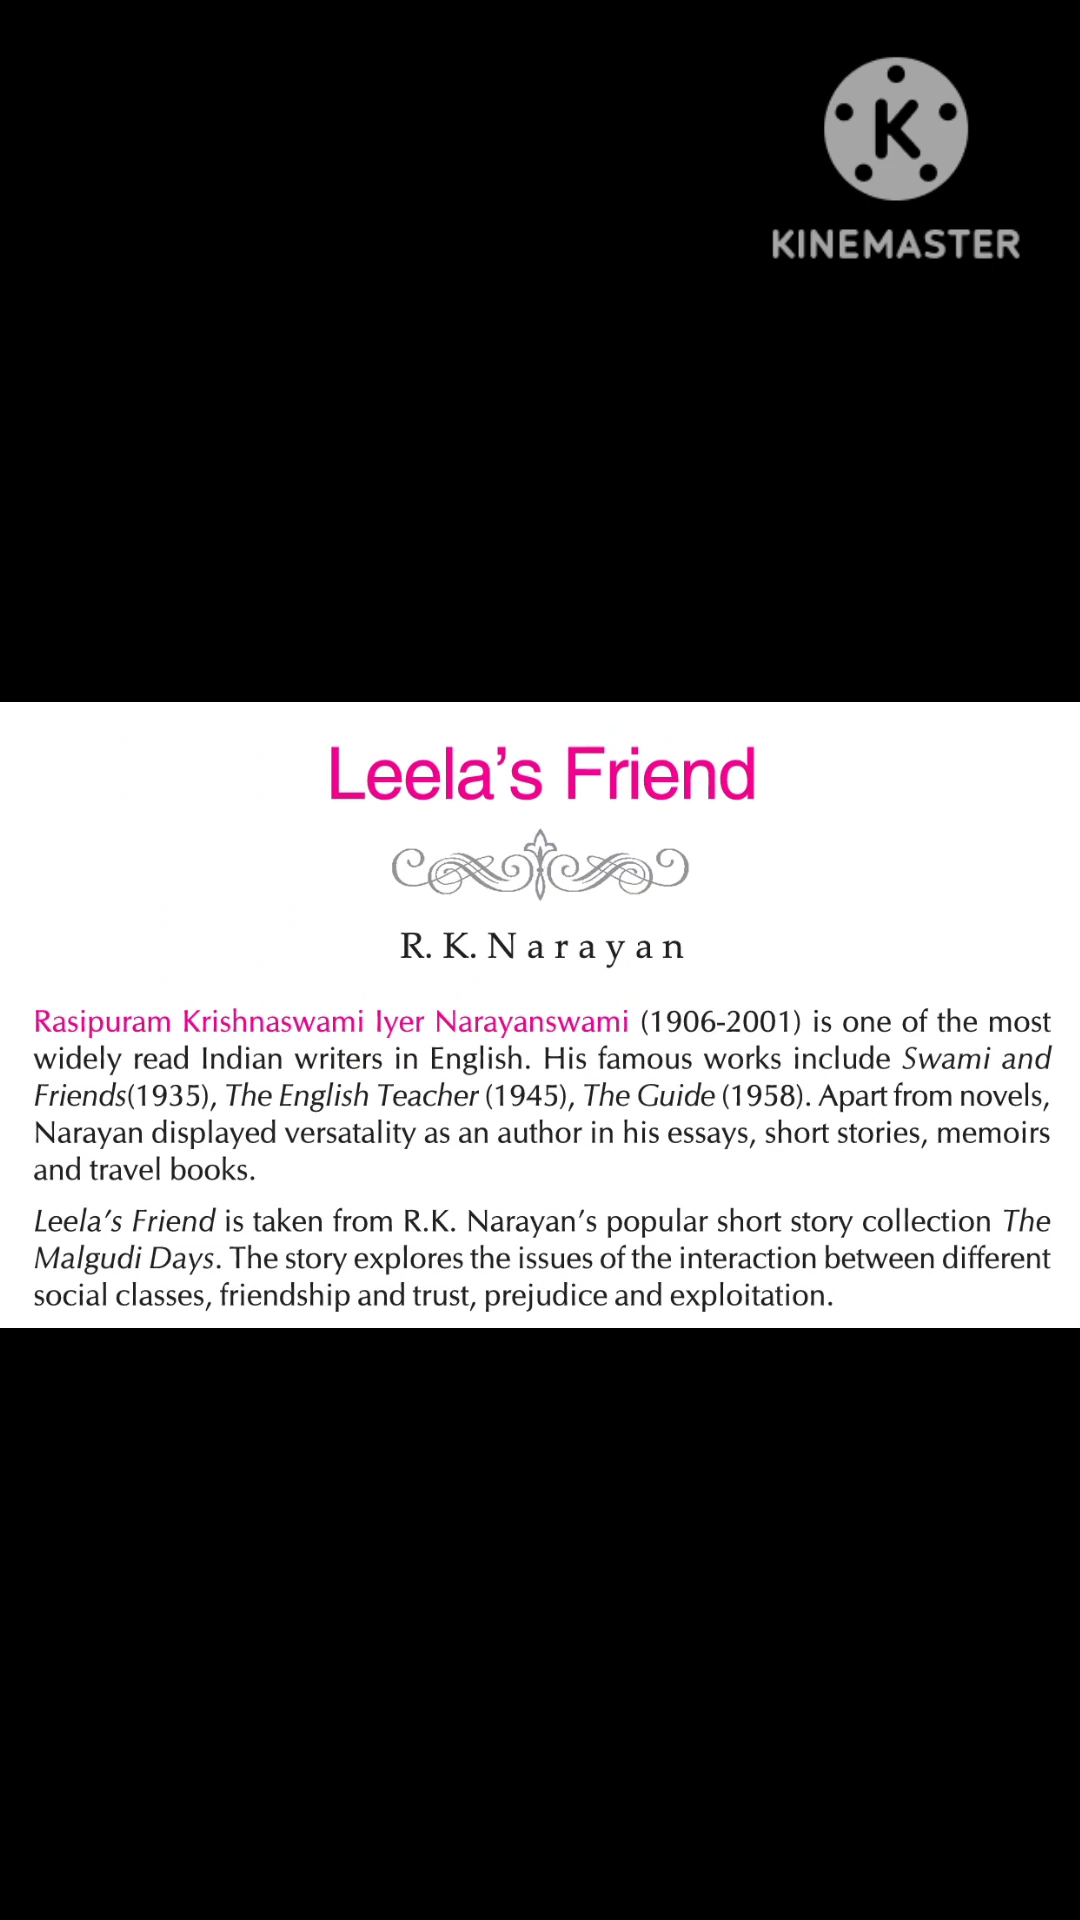 K
KINEMASTER
Leela’s Friend
R. K. Narayan
Rasipuram Krishnaswami Iyer Narayanswami (1906-2001) is one of the most
widely read Indian writers in English. His famous works include Swami and
Friends(1935), The English Teacher (1945), The Guide (1958). Apart from novels,
Narayan displayed versatality as an author in his essays, short stories, memoirs
and travel books.
Leela’s Friend is taken from R.K. Narayan’s popular short story collection The
Malgudi Days. The story explores the issues of the interaction between different
social classes, friendship and trust, prejudice and exploitation.